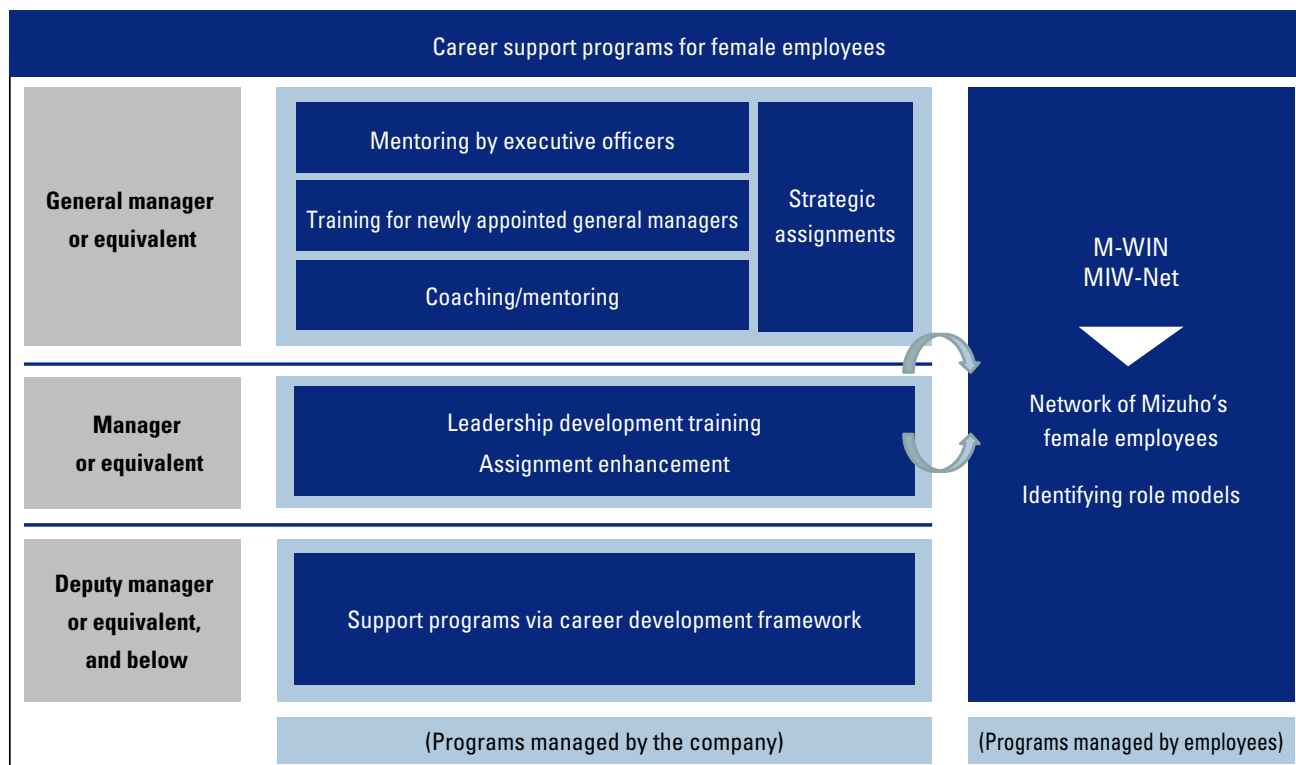 Career support programs for female employees
General manager
or equivalent
Mentoring by executive officers
Training for newly appointed general managers
Coaching/mentoring
Strategic
assignments
Manager
or equivalent
Leadership development training
Assignment enhancement
Deputy manager
or equivalent,
and below
Support programs via career development framework
(Programs managed by the company)
M-WIN
MIW-Net
Network of Mizuho‘s
female employees
Identifying role models
(Programs managed by employees)